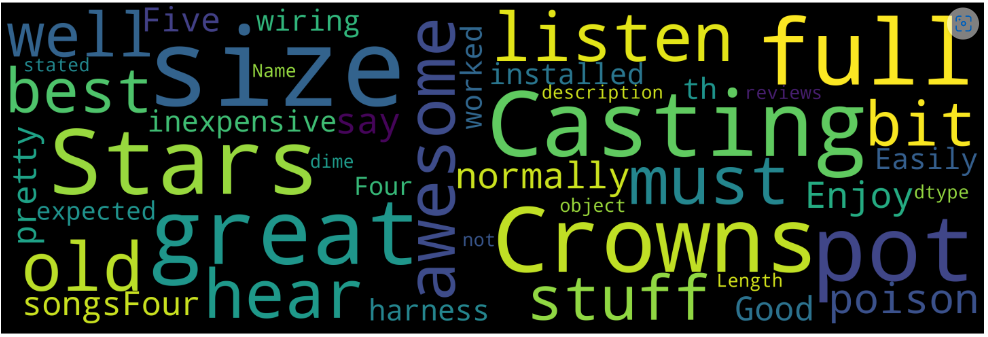 well
Five
wiring
size
stated
Name
best
inexpensive
say
Stars
dime
pretty
Four
expected
great
old
hear
songsFour
harness
awesome
worked
listen
full
installed
description
th
reviews
Casting
bit
Easily
normally
must
Enjoy
dtype
object
not
Crowns
pot
stuff
Length
Good
poison